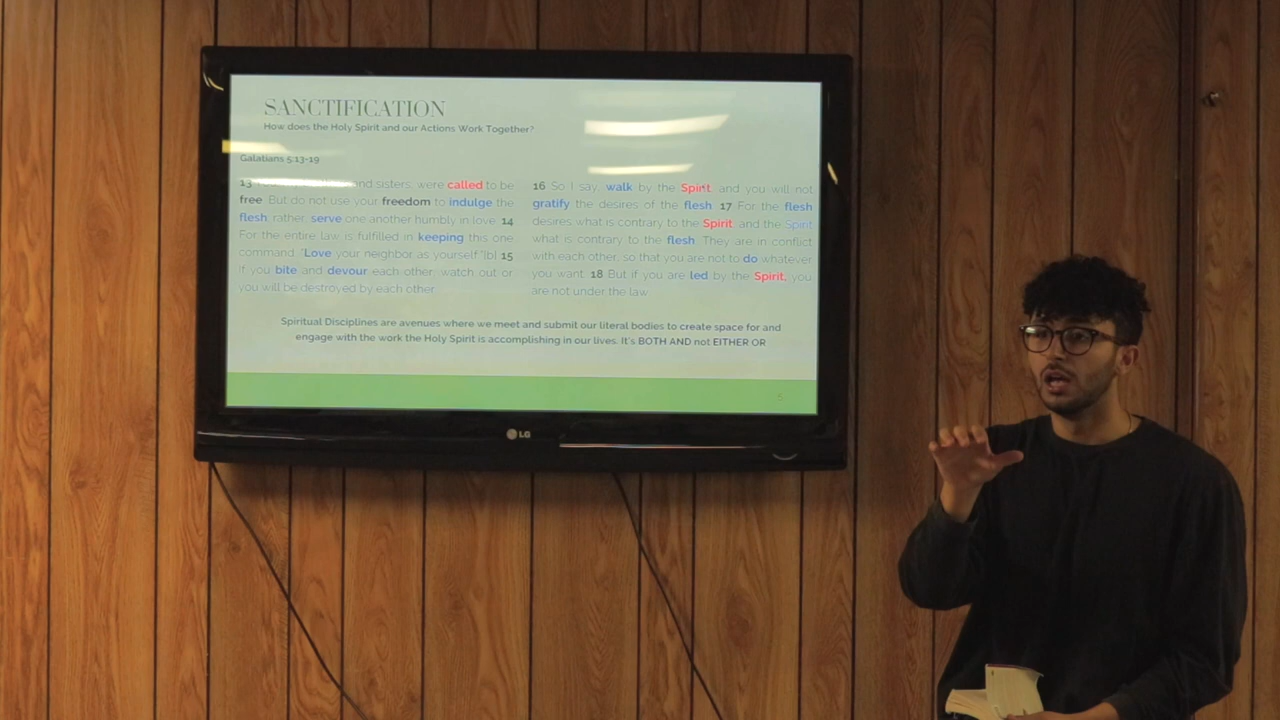 SANCTIFICATION
How does the Holy Spirit and our Actions Work Together?
Galatians 5:13-19
13 and sisters, were called to be
free. But do not use your freedom to indulge the
flesh; rather, serve one another humbly in love. 14
For the entire law is fulfilled in keeping this one
command: "Love your neighbor as yourself."[b] 15
If you bite and devour each other, watch out or
you will be destroyed by each other.
16 So I say, walk by the Spirit, and you will not
gratify the desires of the flesh. 17 For the flesh
desires what is contrary to the Spirit, and the Spirit
what is contrary to the flesh. They are in conflict
with each other, so that you are not to do whatever
you want. 18 But if you are led by the Spirit, you
are not under the law.
Spiritual Disciplines are avenues where we meet and submit our literal bodies to create space for and
engage with the work the Holy Spirit is accomplishing in our lives. It's BOTH AND not EITHER OR
5
LG